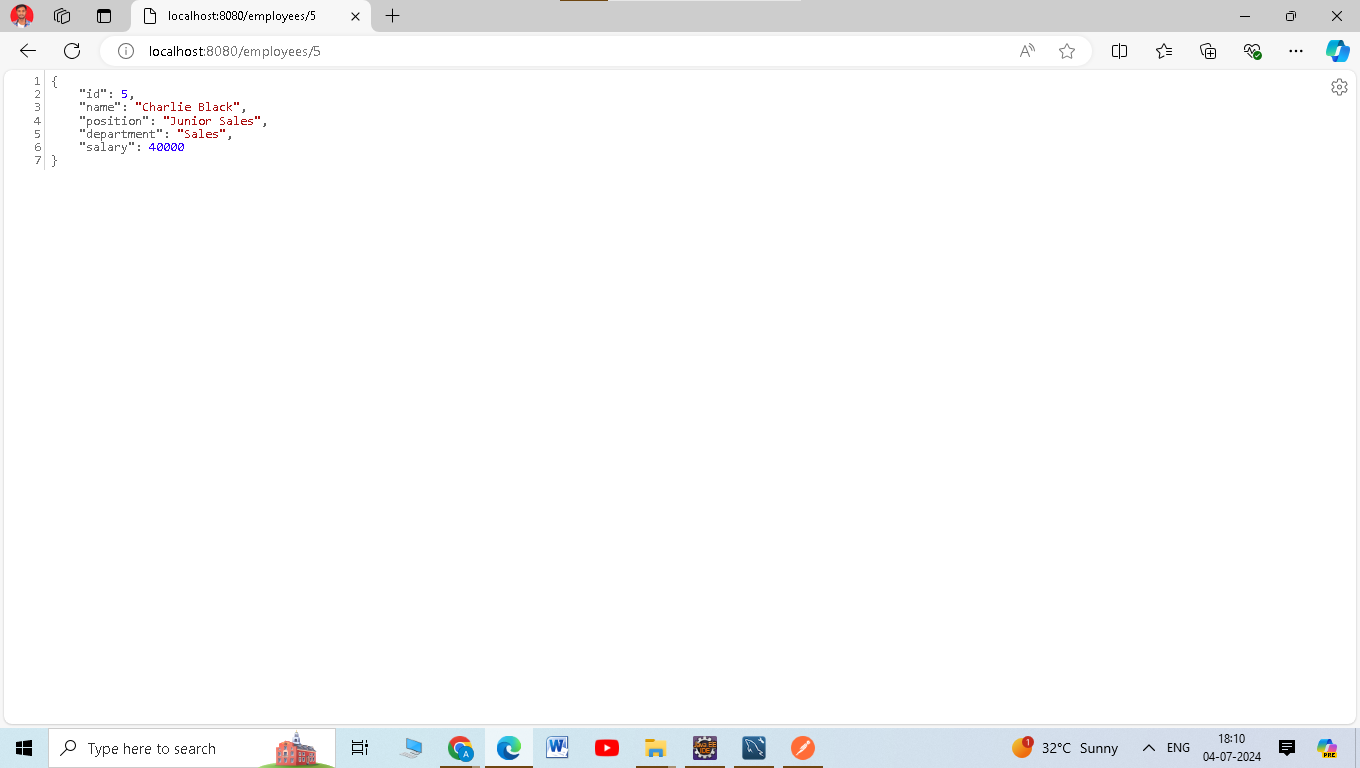 localhost:8080/employees/5
localhost:8080/employees/5
1 {
2 "id": 5,
3 "name": "Charlie Black",
4 "position": "Junior Sales",
5 "department": "Sales",
6 "salary": 40000
7 }
Type here to search
1
32°C Sunny
ENG
18:10
04-07-2024